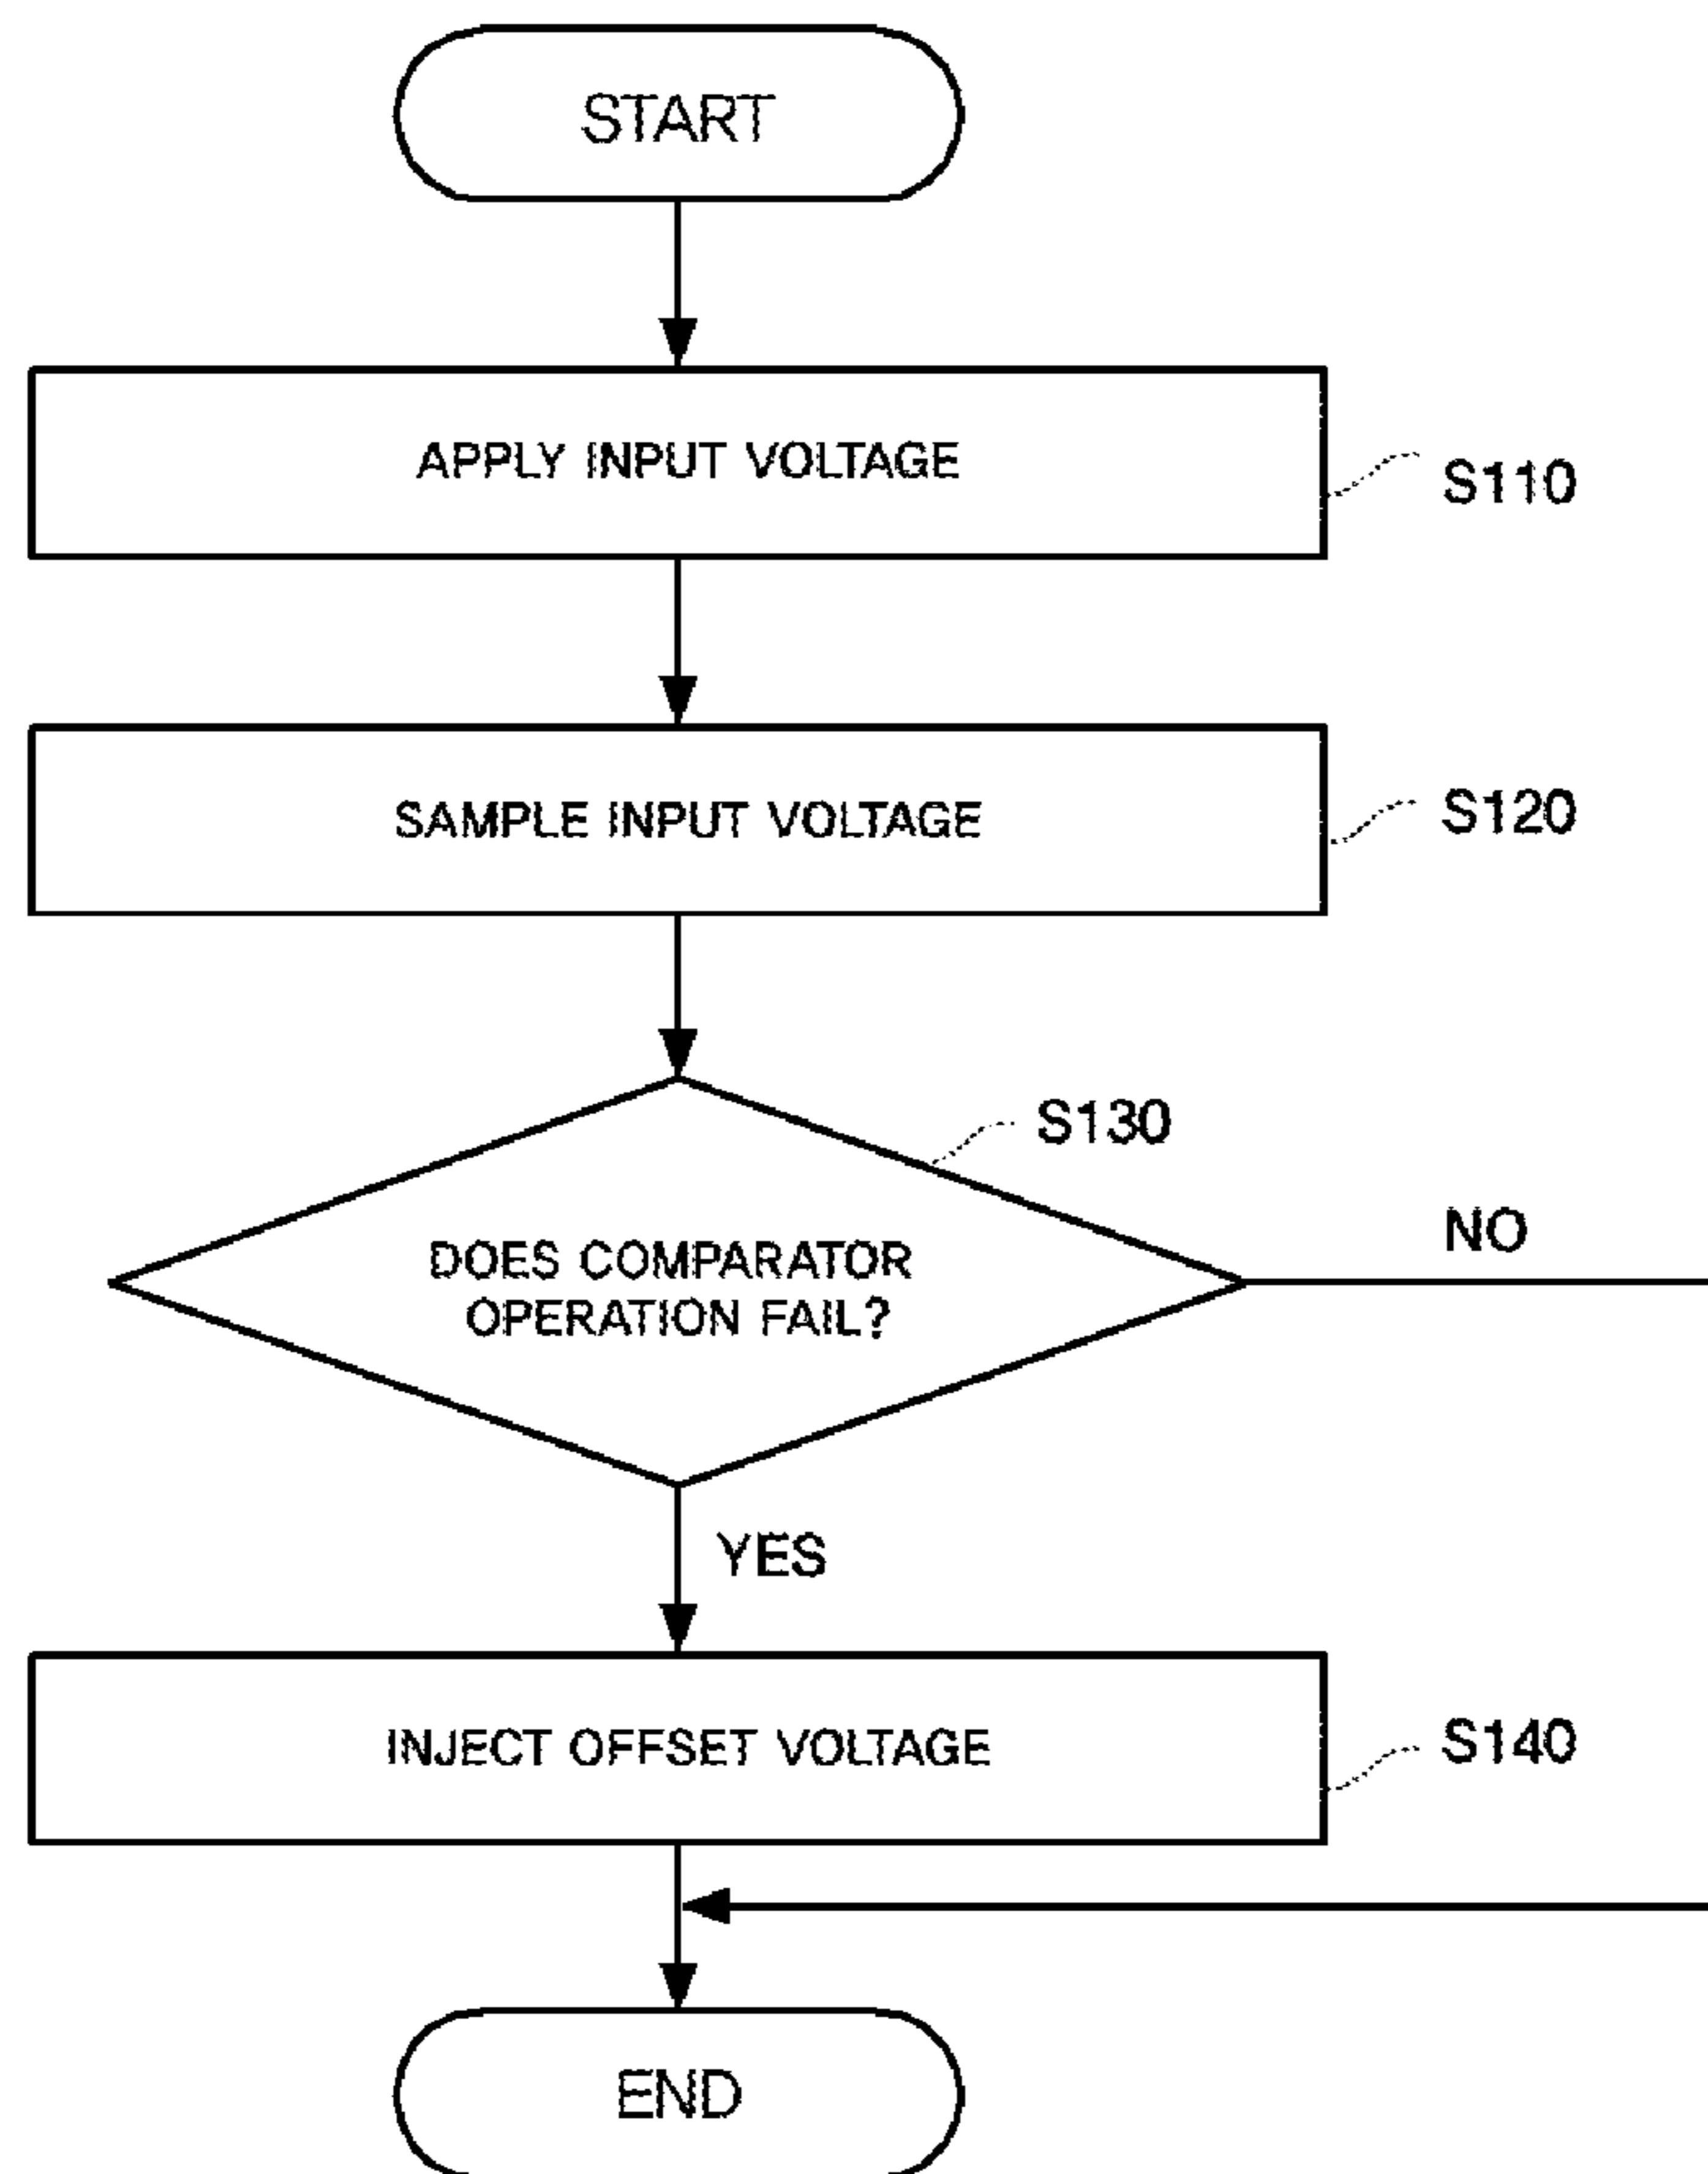 START
APPLY INPUT VOLTAGE
S110
SAMPLE INPUT VOLTAGE
S120
S130
DOES COMPARATOR
OPERATION FAIL?
NO
YES
INJECT OFFSET VOLTAGE
S140
END